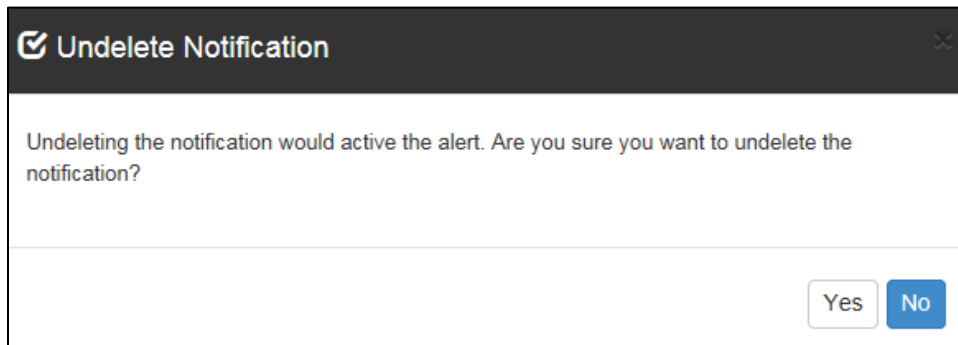 Undelete Notification
Undeleting the notification would active the alert. Are you sure you want to undelete the
notification?
Yes No